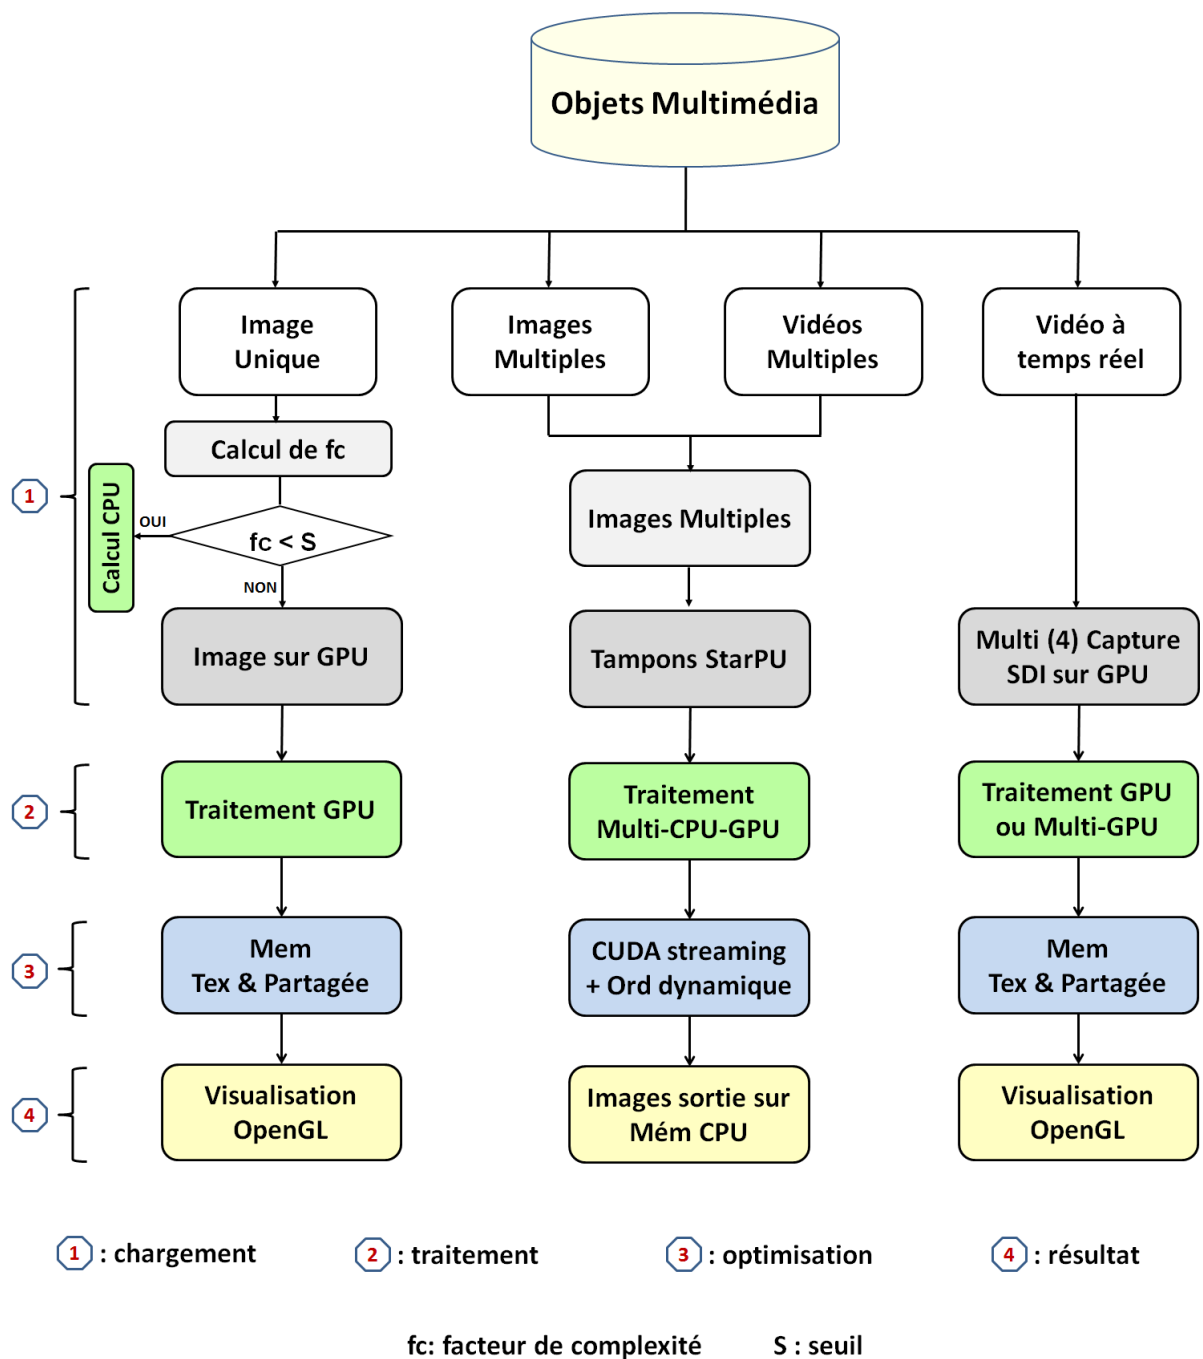 Objets Multimédia
Image
Unique
Images
Multiples
Vidéos
Multiples
Vidéo à
temps réel
Calcul de fc
Calcul CPU
OUI
fc < S
NON
1
Images Multiples
Image sur GPU
Tampons StarPU
Multi (4) Capture
SDI sur GPU
2
Traitement GPU
Traitement
Multi-CPU-GPU
Traitement GPU
ou Multi-GPU
3
Mem
Tex & Partagée
CUDA streaming
+ Ord dynamique
Mem
Tex & Partagée
4
Visualisation
OpenGL
Images sortie sur
Mém CPU
Visualisation
OpenGL
1 : chargement
2 : traitement
3 : optimisation
4 : résultat
fc: facteur de complexité
S : seuil